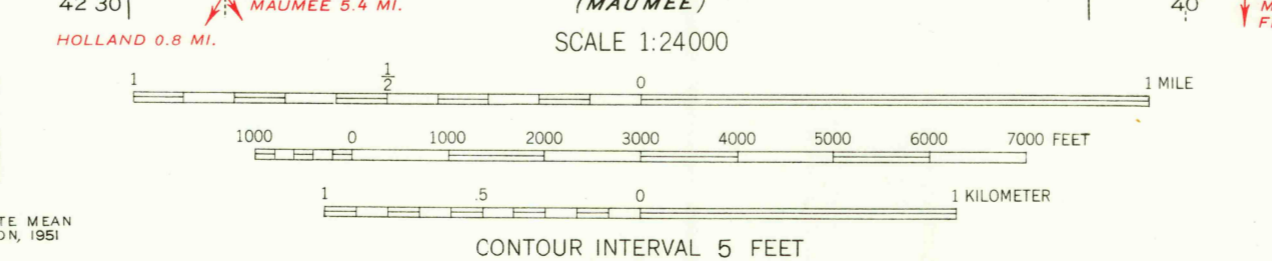 42 30
MAUMEE 5.4 MI.
(MAUMEE)
40
HOLLAND 0.8 MI.
SCALE 1:24000
1 1/2 0 1 MILE
1000 0 1000 2000 3000 4000 5000 6000 7000 FEET
1 .5 0 1 KILOMETER
TE MEAN
ON, 1951
CONTOUR INTERVAL 5 FEET